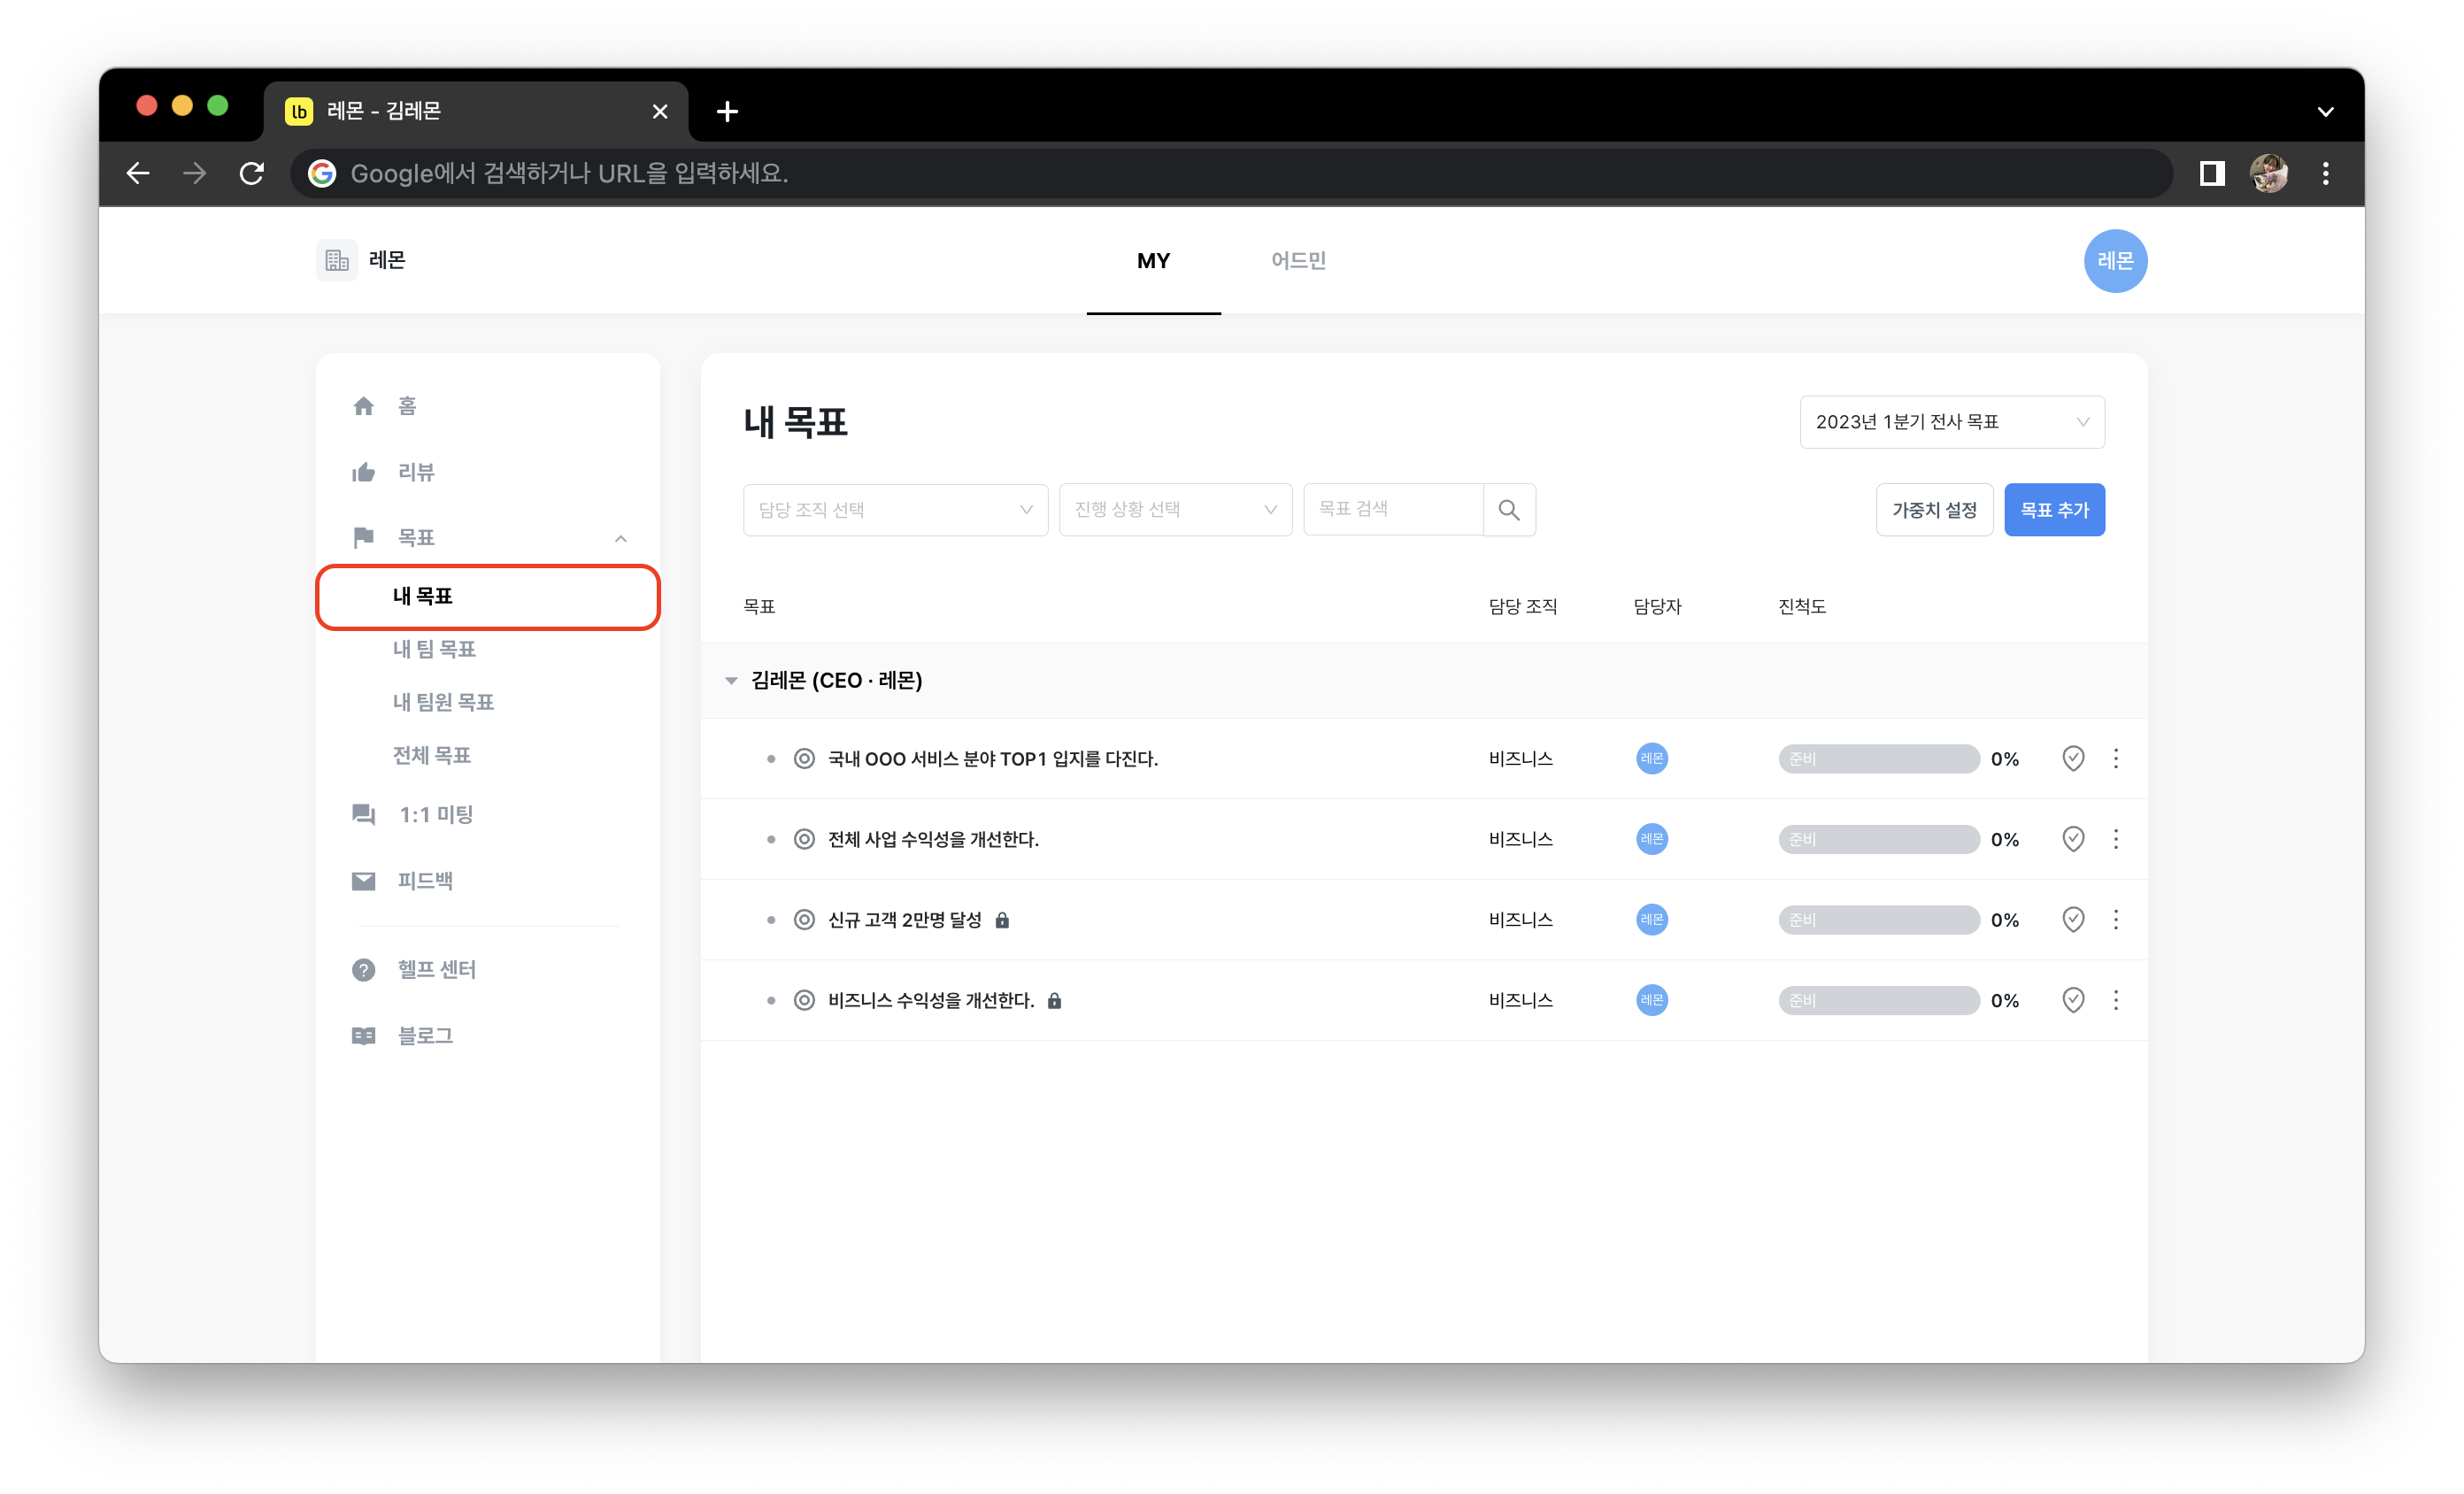 lb 레몬 - 김레몬
Google에서 검색하거나 URL을 입력하세요.
레몬 MY 어드민 레몬
홈
리뷰
목표
내 목표
내 팀 목표
내 팀원 목표
전체 목표
1:1 미팅
피드백
헬프 센터
블로그
내 목표 2023년 1분기 전사 목표
담당 조직 선택 진행 상황 선택 목표 검색 가중치 설정 목표 추가
목표 담당 조직 담당자 진척도
김레몬 (CEO · 레몬)
국내 OOO 서비스 분야 TOP1 입지를 다진다. 비즈니스 레몬 준비 0%
전체 사업 수익성을 개선한다. 비즈니스 레몬 준비 0%
신규 고객 2만명 달성 비즈니스 레몬 준비 0%
비즈니스 수익성을 개선한다. 비즈니스 레몬 준비 0%